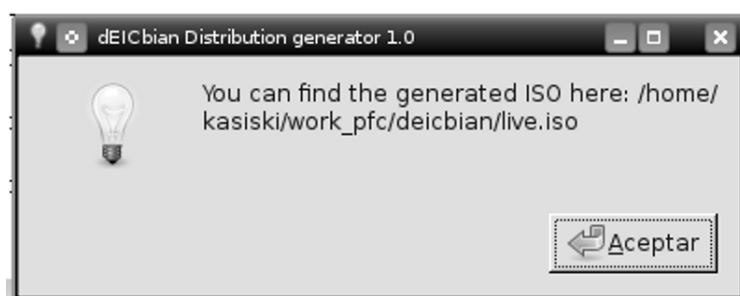 dEICbian Distribution generator 1.0
You can find the generated ISO here: /home/
kasiski/work_pfc/deicbian/live.iso
Aceptar